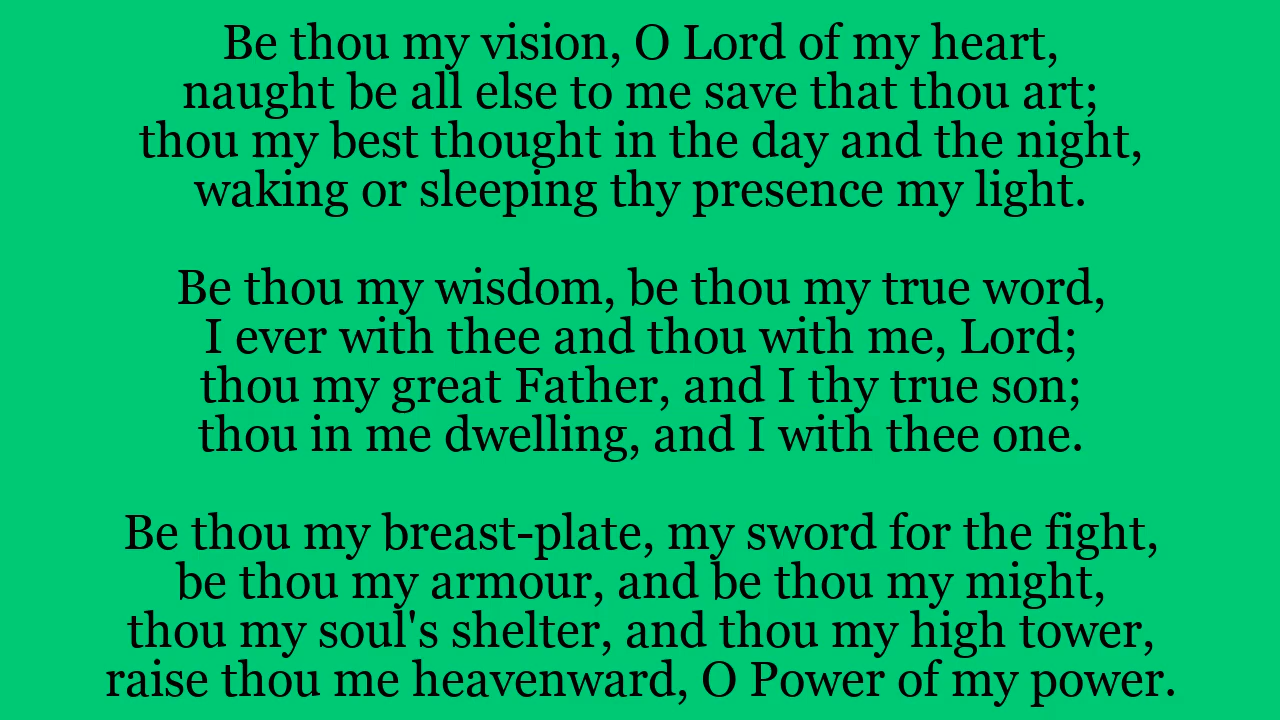 Be thou my vision, O Lord of my heart,
naught be all else to me save that thou art;
thou my best thought in the day and the night,
waking or sleeping thy presence my light.

Be thou my wisdom, be thou my true word,
I ever with thee and thou with me, Lord;
thou my great Father, and I thy true son;
thou in me dwelling, and I with thee one.

Be thou my breast-plate, my sword for the fight,
be thou my armour, and be thou my might,
thou my soul's shelter, and thou my high tower,
raise thou me heavenward, O Power of my power.